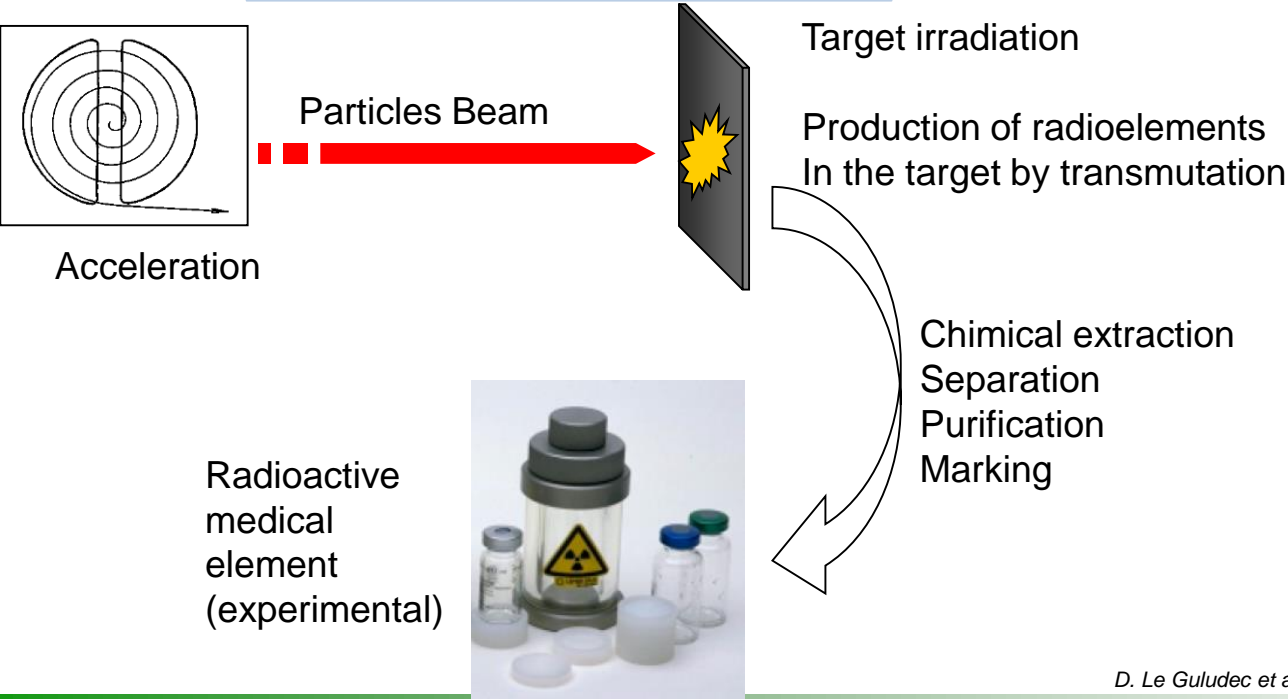 Target irradiation
Particles Beam
Production of radioelements
In the target by transmutation
Acceleration
Chimical extraction
Separation
Purification
Marking
Radioactive
medical
element
(experimental)
D. Le Guludec et a